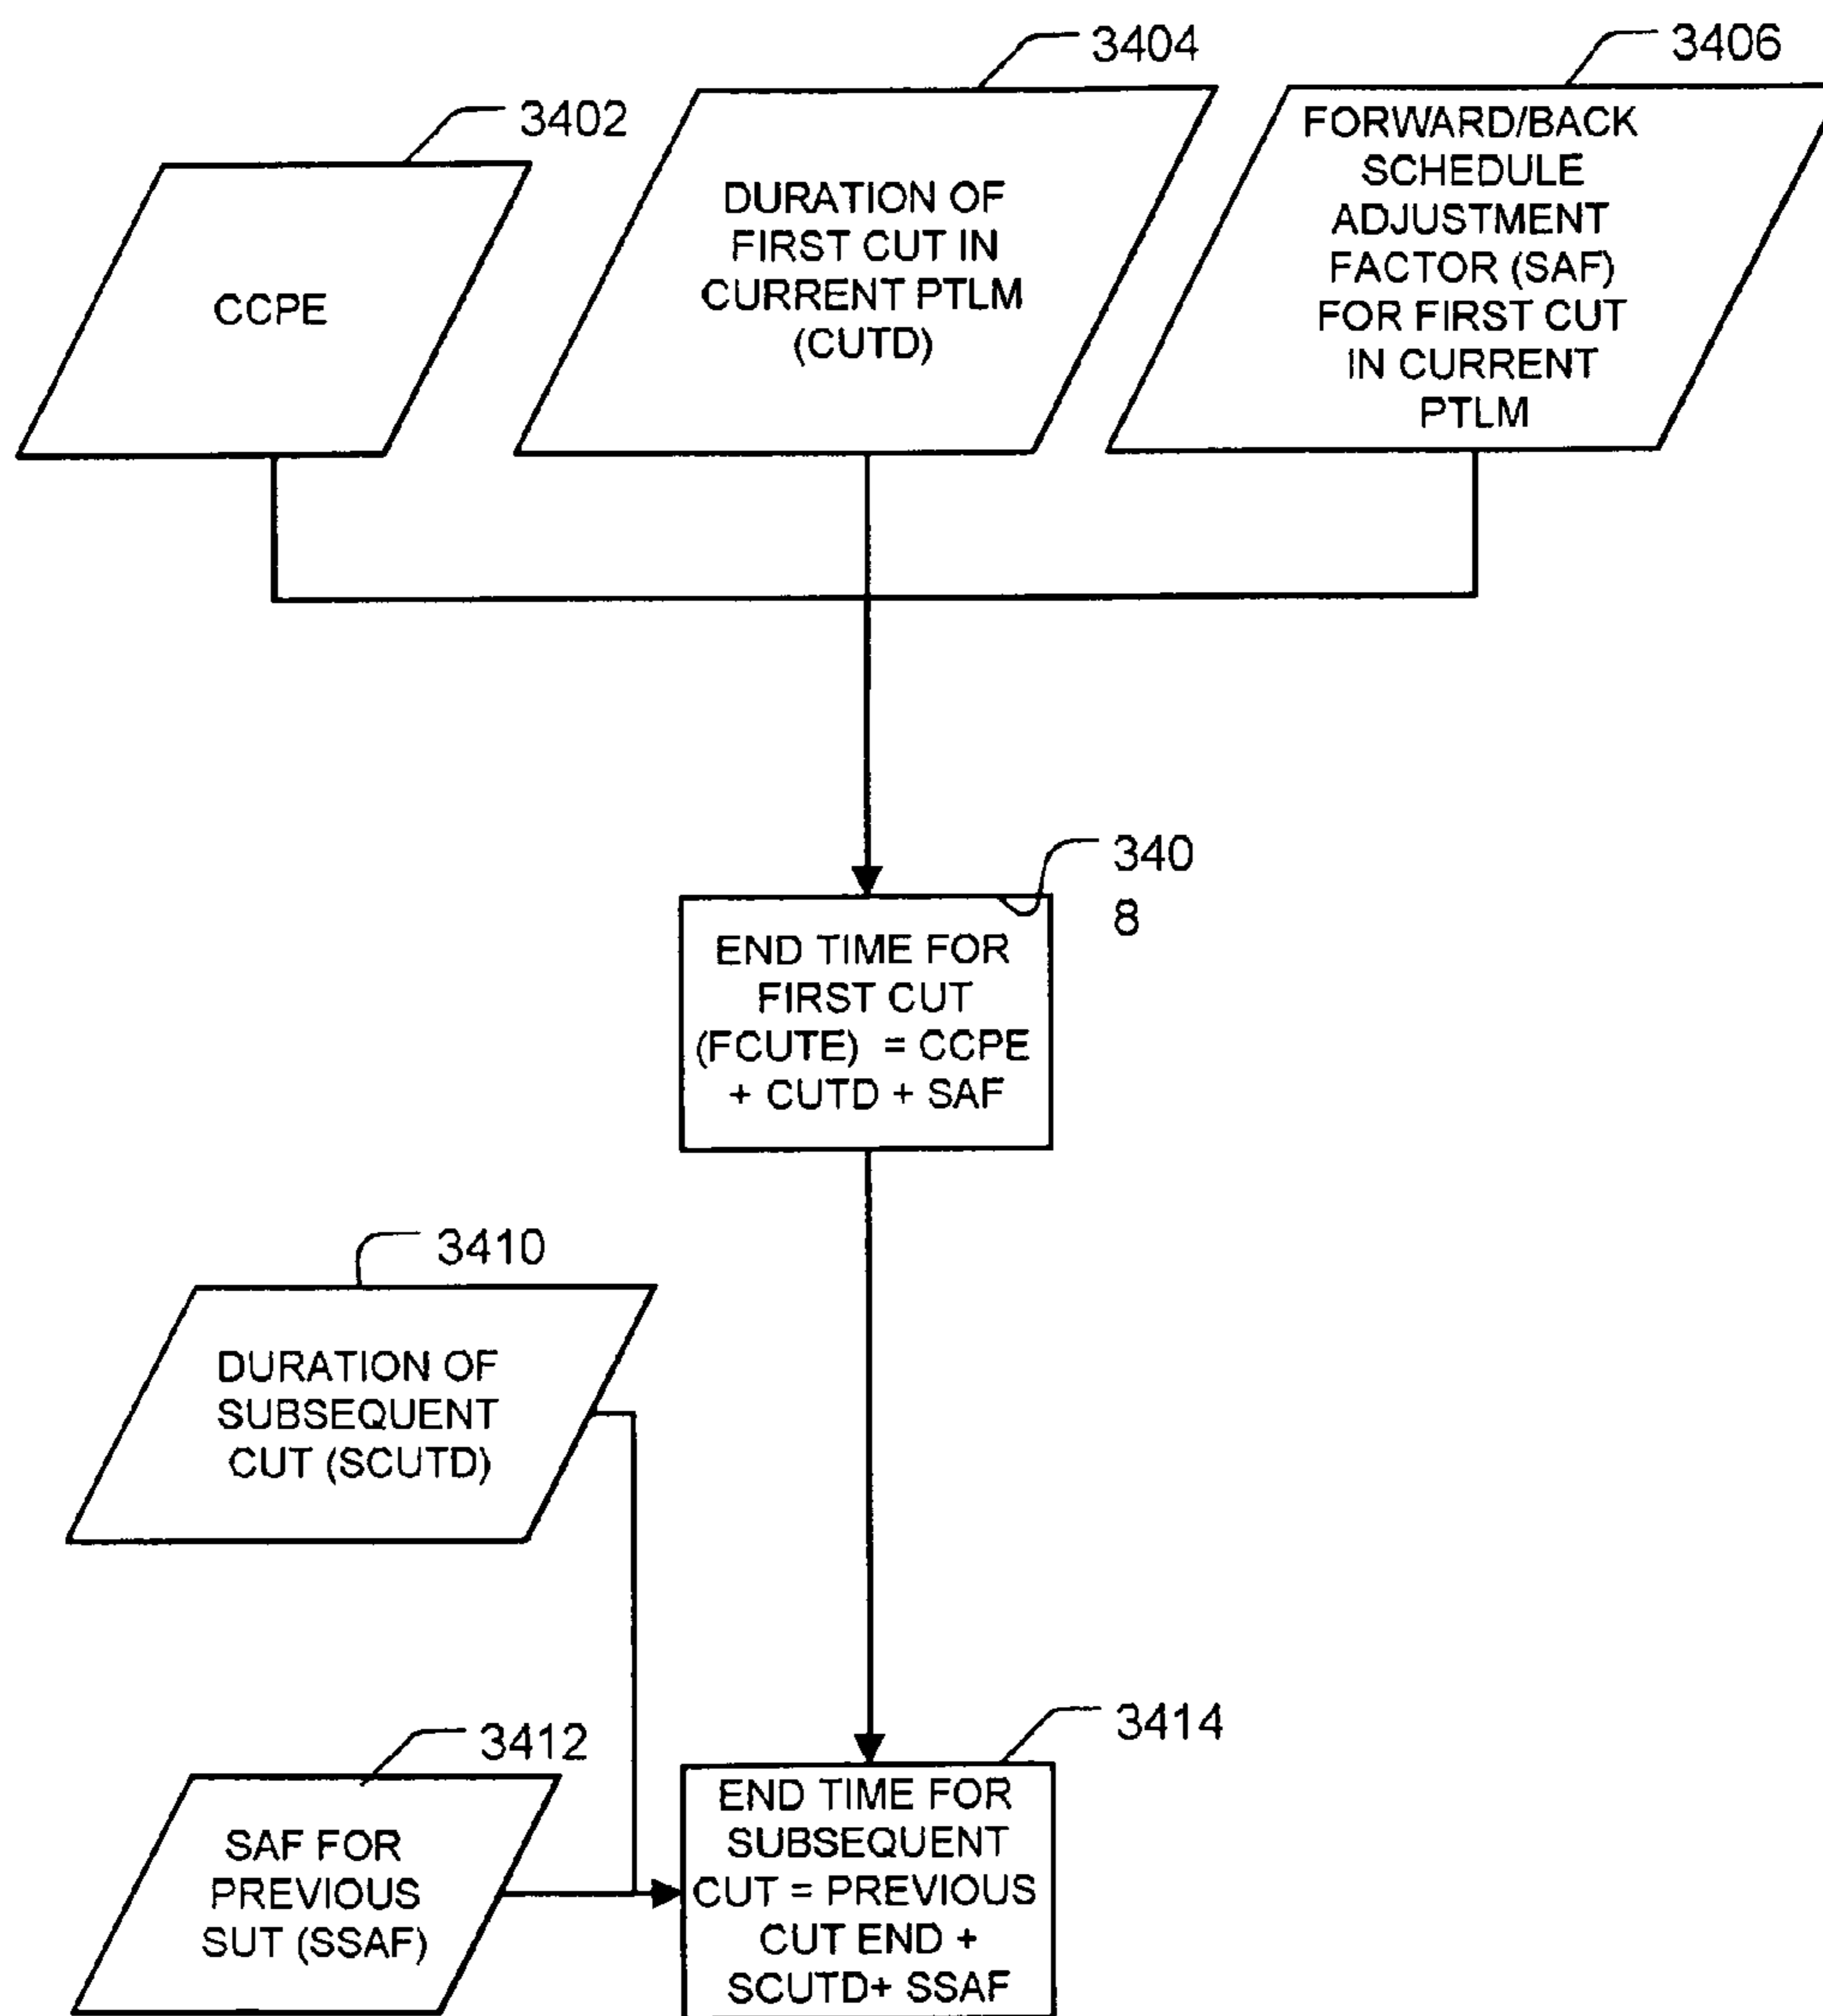 3402
CCPE
3404
DURATION OF
FIRST CUT IN
CURRENT PTLM
(CUTD)
3406
FORWARD/BACK
SCHEDULE
ADJUSTMENT
FACTOR (SAF)
FOR FIRST CUT
IN CURRENT
PTLM
340
8
END TIME FOR
FIRST CUT
(FCUTE) = CCPE
+ CUTD + SAF
3410
DURATION OF
SUBSEQUENT
CUT (SCUTD)
3412
SAF FOR
PREVIOUS
SUT (SSAF)
3414
END TIME FOR
SUBSEQUENT
CUT = PREVIOUS
CUT END +
SCUTD+ SSAF